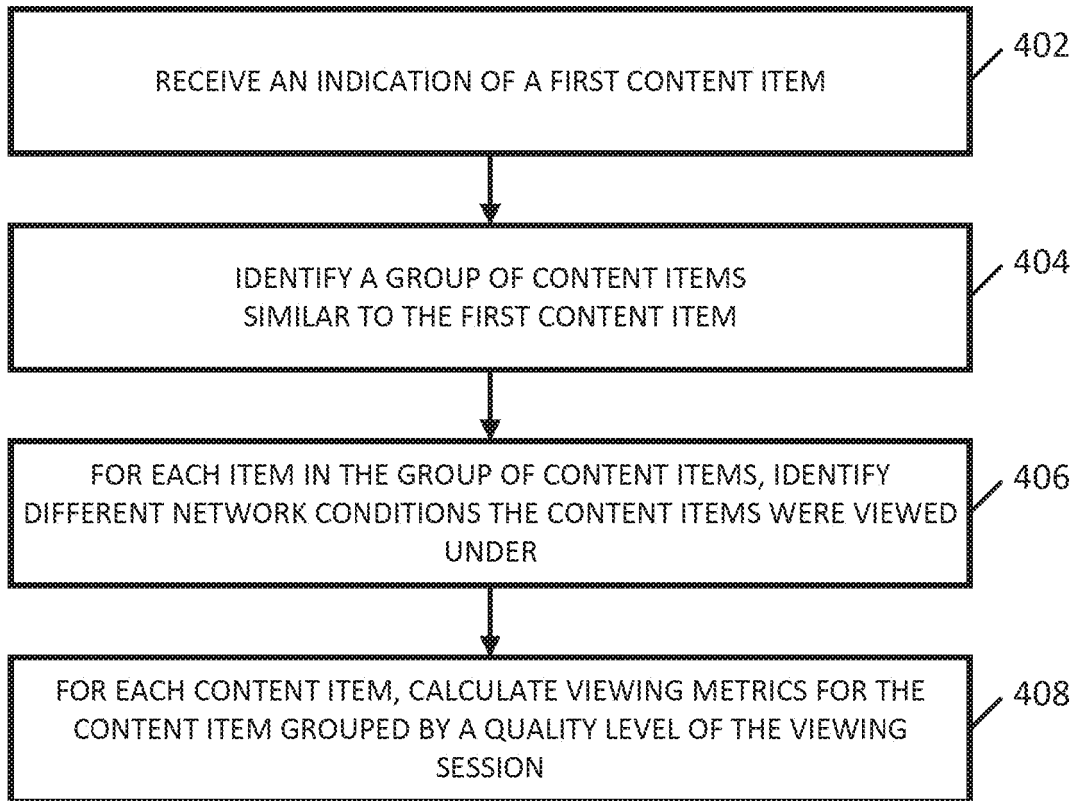 RECEIVE AN INDICATION OF A FIRST CONTENT ITEM
402
IDENTIFY A GROUP OF CONTENT ITEMS
SIMILAR TO THE FIRST CONTENT ITEM
404
FOR EACH ITEM IN THE GROUP OF CONTENT ITEMS, IDENTIFY
DIFFERENT NETWORK CONDITIONS THE CONTENT ITEMS WERE VIEWED
UNDER
406
FOR EACH CONTENT ITEM, CALCULATE VIEWING METRICS FOR THE
CONTENT ITEM GROUPED BY A QUALITY LEVEL OF THE VIEWING
SESSION
408